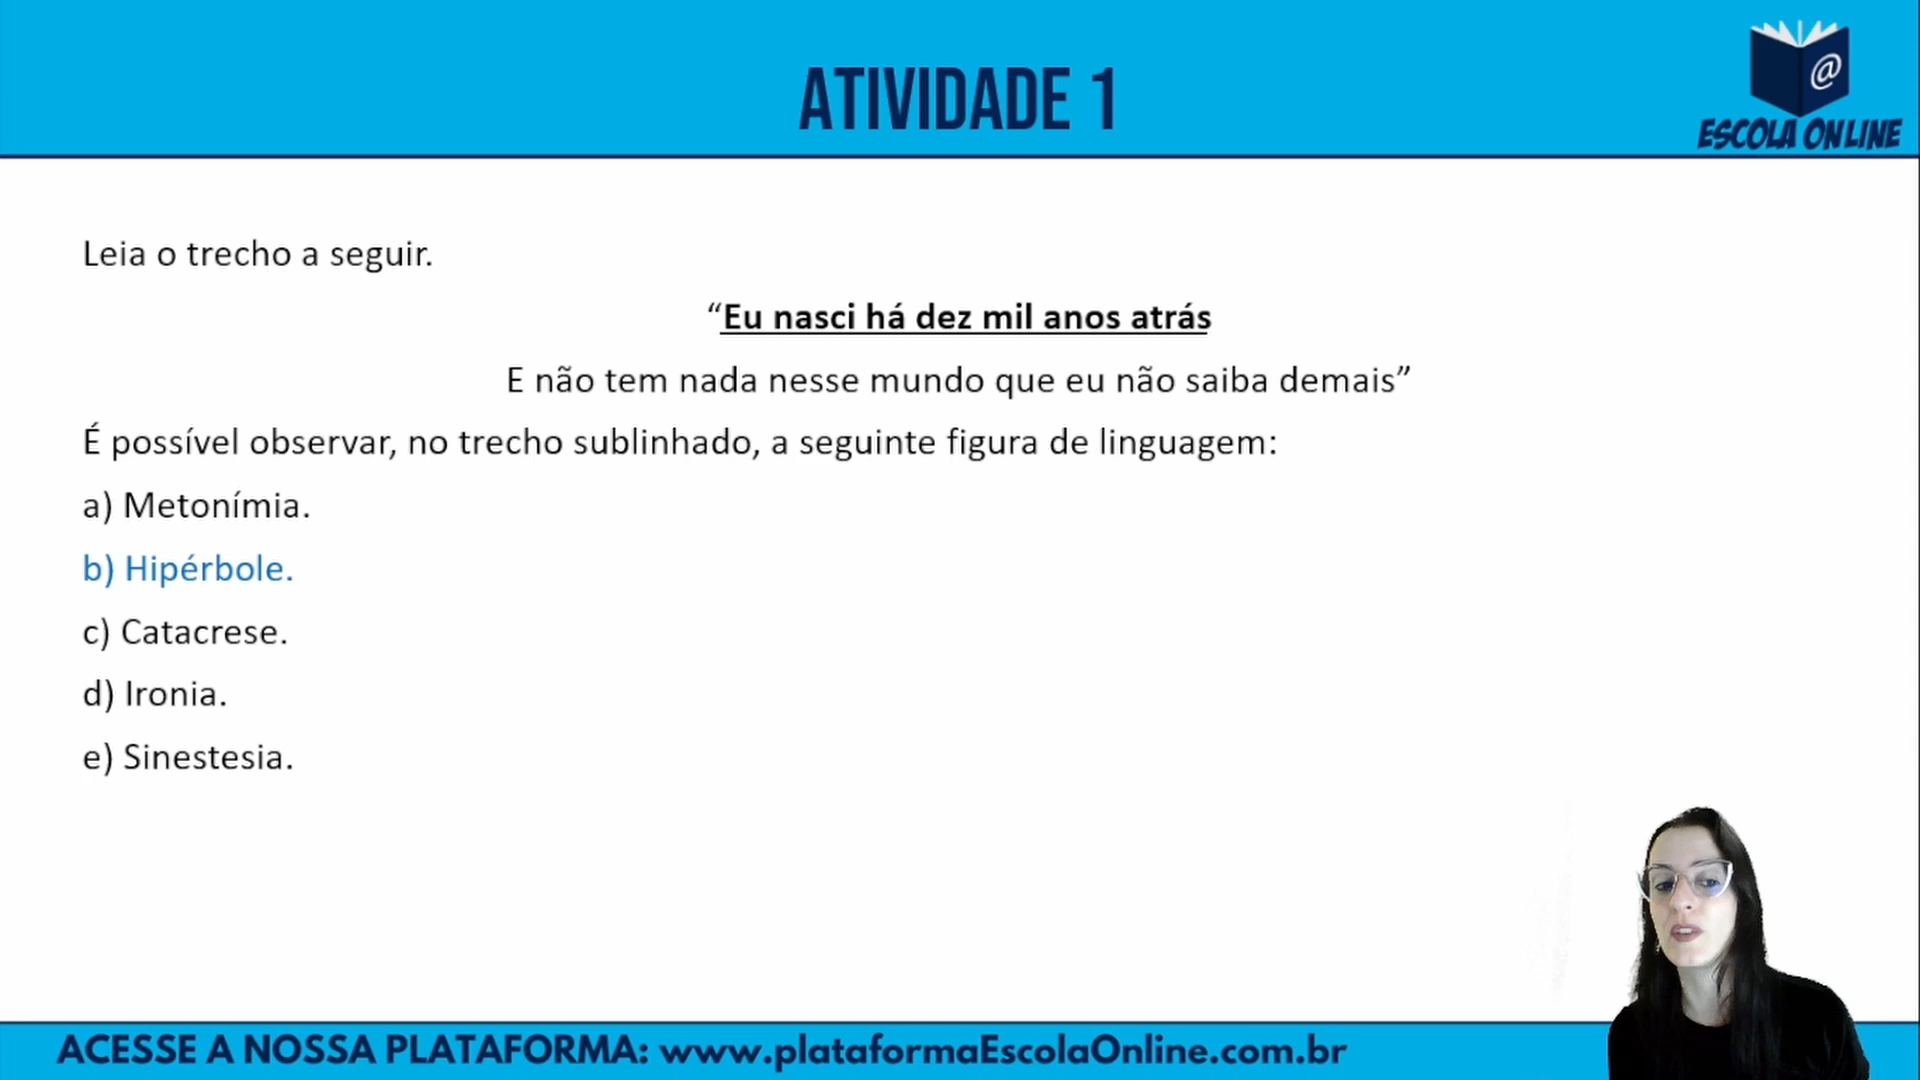 ATIVIDADE 1
@
ESCOLA ONLINE
Leia o trecho a seguir.
“Eu nasci há dez mil anos atrás
E não tem nada nesse mundo que eu não saiba demais”
É possível observar, no trecho sublinhado, a seguinte figura de linguagem:
a) Metonímia.
b) Hipérbole.
c) Catacrese.
d) Ironia.
e) Sinestesia.
ACESSE A NOSSA PLATAFORMA: www.plataformaEscolaOnline.com.br